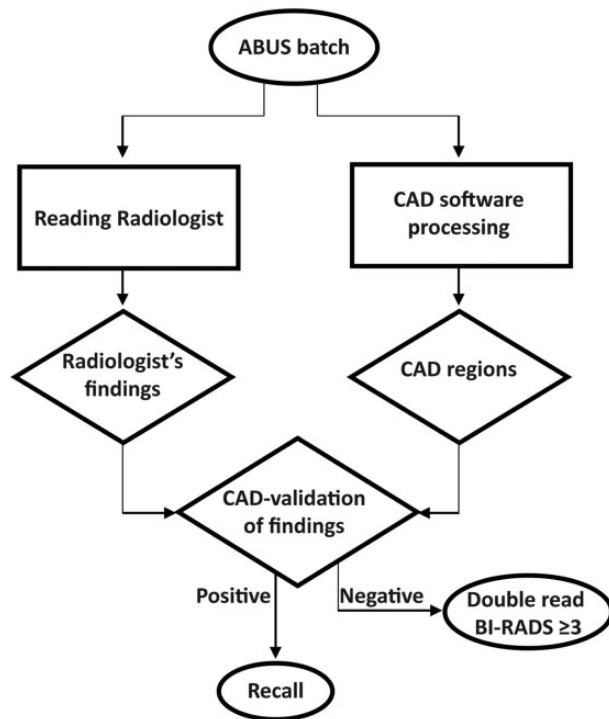 ABUS batch
Reading Radiologist
CAD software
processing
Radiologist's
findings
CAD regions
CAD-validation
of findings
Positive
Negative
Double read
BI-RADS ≥3
Recall